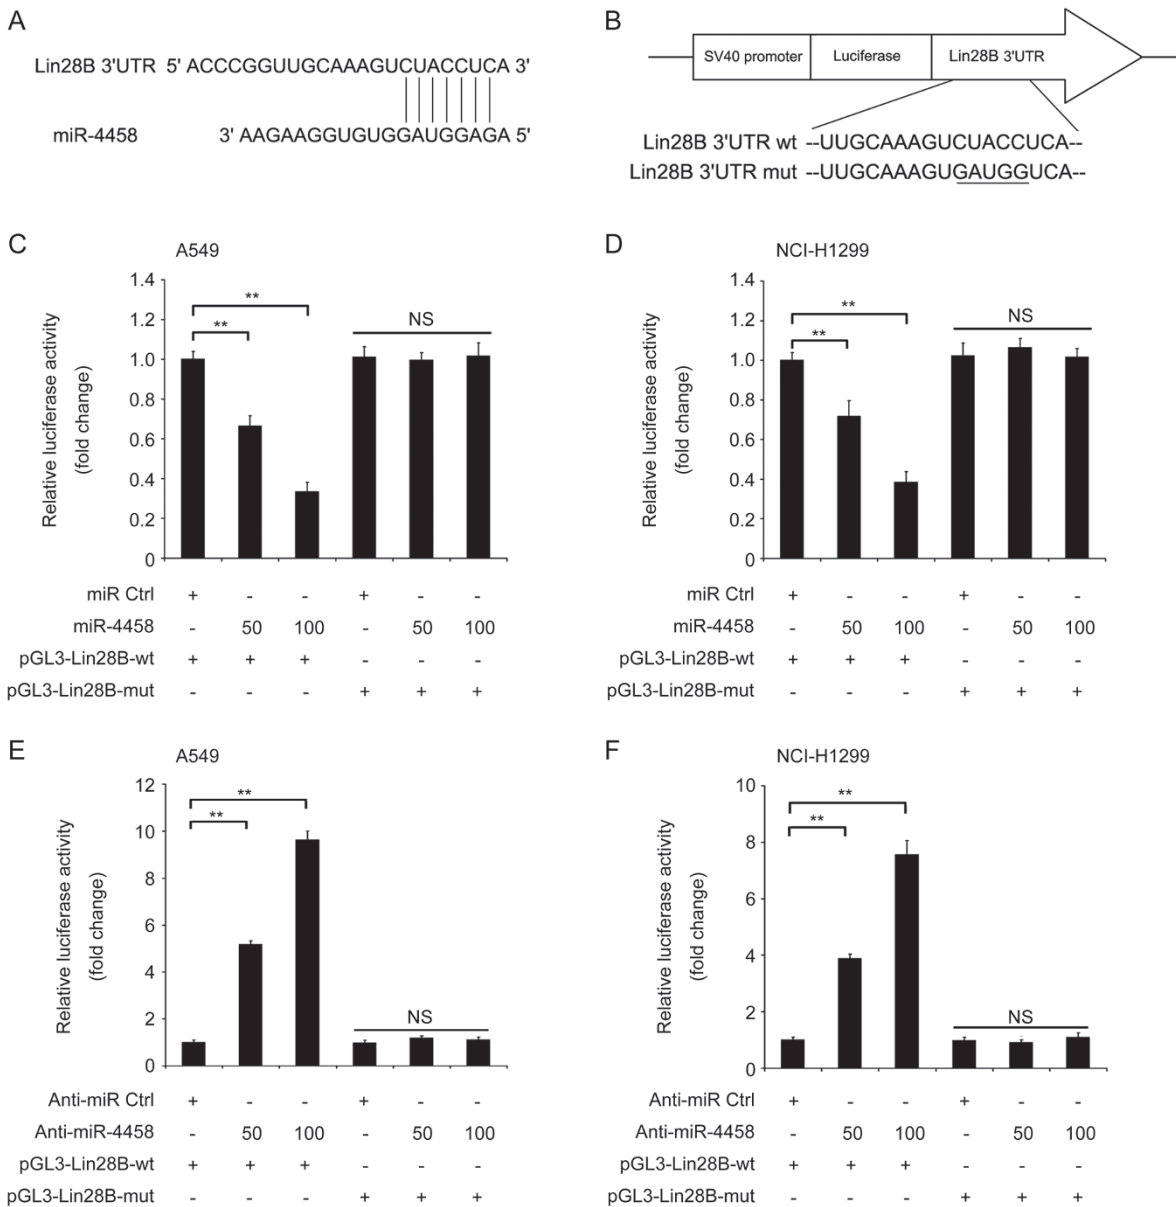 A
Lin28B 3'UTR 5' ACCCGGUUGCAAAGUCUACCUCA 3'
miR-4458 3' AAGAAGGUGUGGAUGGAGA 5'
B
SV40 promoter Luciferase Lin28B 3'UTR
Lin28B 3'UTR wt --UUGCAAAGUCUACCUCA--
Lin28B 3'UTR mut --UUGCAAAGUGAUGGUCA--
C
A549
Relative luciferase activity
(fold change)
1.4
1.2
1.0
0.8
0.6
0.4
0.2
0
**
**
NS
miR Ctrl + - - + - -
miR-4458 - 50 100 - 50 100
pGL3-Lin28B-wt + + + - - -
pGL3-Lin28B-mut - - - + + +
D
NCI-H1299
Relative luciferase activity
(fold change)
1.4
1.2
1.0
0.8
0.6
0.4
0.2
0
**
**
NS
miR Ctrl + - - + - -
miR-4458 - 50 100 - 50 100
pGL3-Lin28B-wt + + + - - -
pGL3-Lin28B-mut - - - + + +
E
A549
Relative luciferase activity
(fold change)
12
10
8
6
4
2
0
**
**
NS
Anti-miR Ctrl + - - + - -
Anti-miR-4458 - 50 100 - 50 100
pGL3-Lin28B-wt + + + - - -
pGL3-Lin28B-mut - - - + + +
F
NCI-H1299
Relative luciferase activity
(fold change)
10
8
6
4
2
0
**
**
NS
Anti-miR Ctrl + - - + - -
Anti-miR-4458 - 50 100 - 50 100
pGL3-Lin28B-wt + + + - - -
pGL3-Lin28B-mut - - - + + +